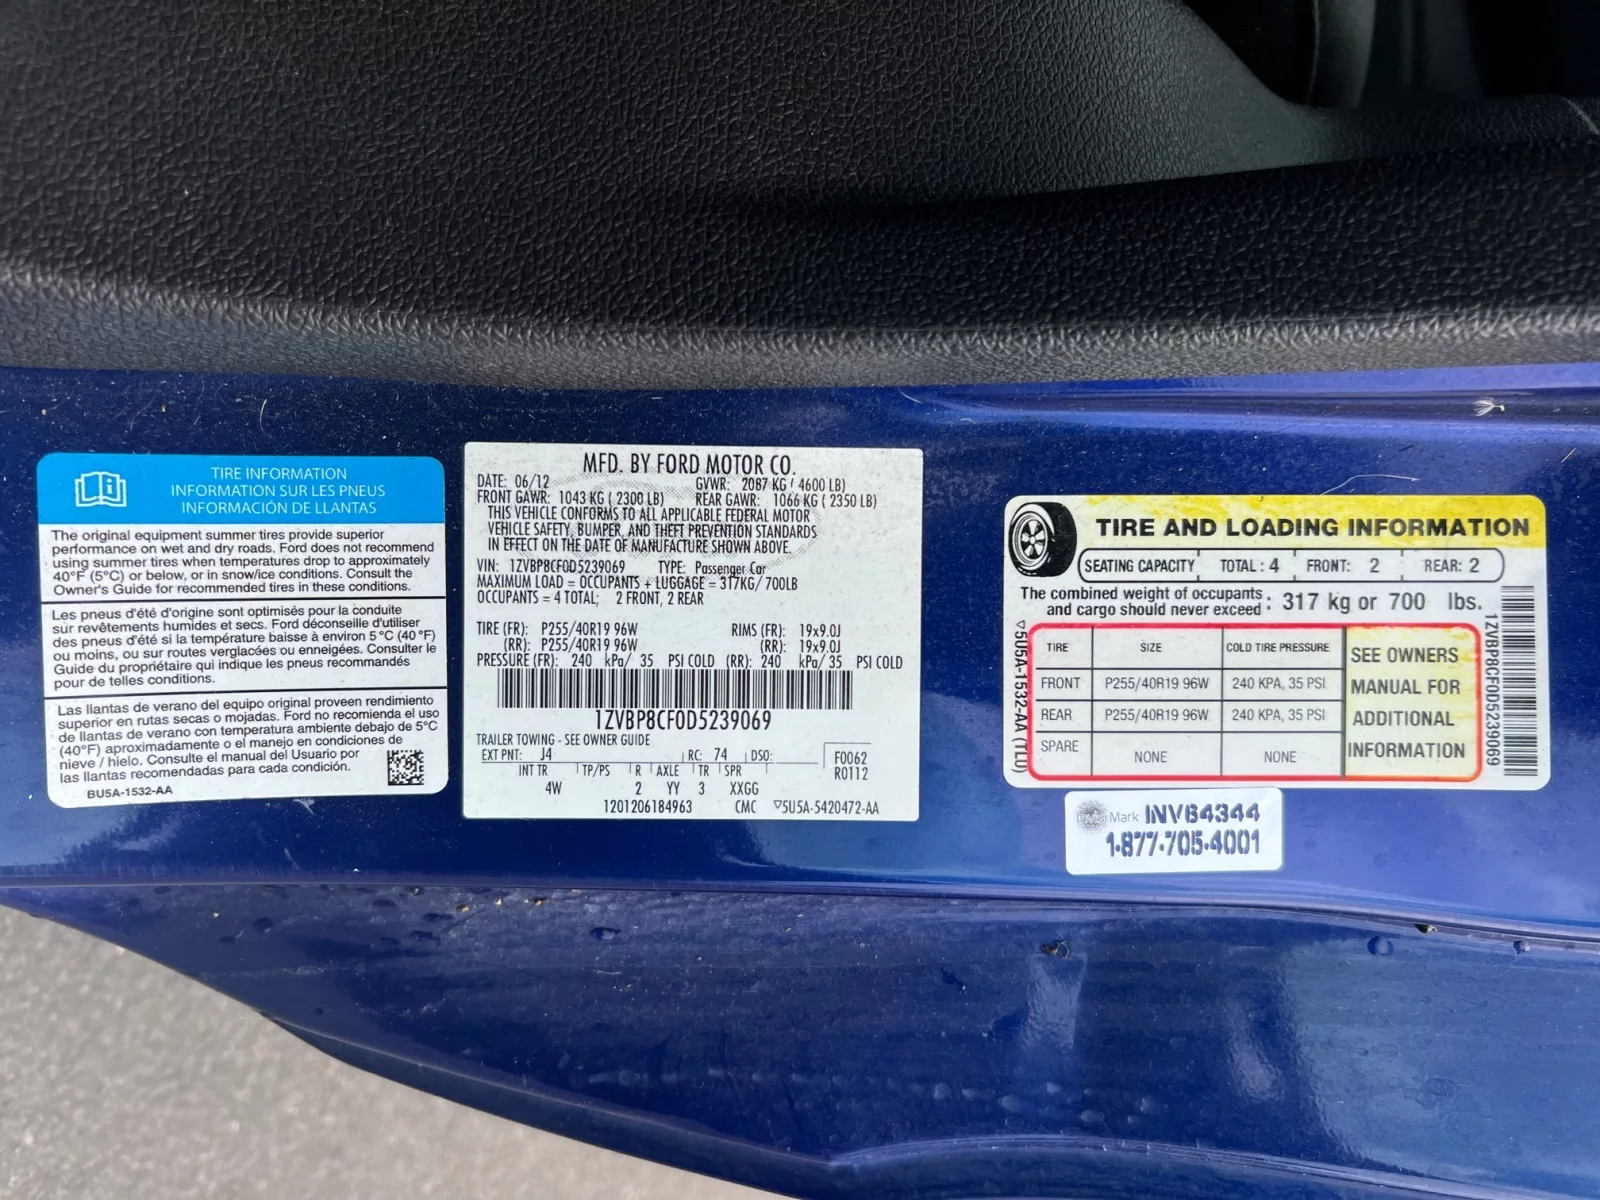 TIRE INFORMATION
INFORMATION SUR LES PNEUS
INFORMACIÓN DE LLANTAS
The original equipment summer tires provide superior
performance on wet and dry roads. Ford does not recommend
using summer tires when temperatures drop to approximately
40°F (5°C) or below, or in snow/ice conditions. Consult the
Owner's Guide for recommended tires in these conditions.
Les pneus d'été d'origine sont optimisés pour la conduite
sur revêtements humides et secs. Ford déconseille d'utiliser
des pneus d'été si la température baisse à environ 5 °C (40 °F)
ou moins, ou sur routes verglacées ou enneigées. Consulter le
Guide du propriétaire qui indique les pneus recommandés
pour de telles conditions.
Las llantas de verano del equipo original proveen rendimiento
superior en rutas secas o mojadas. Ford no recomienda el uso
de llantas de verano con temperatura ambiente debajo de 5°C
(40°F) aproximadamente o el manejo en condiciones de
nieve / hielo. Consulte el manual del Usuario por
las llantas recomendadas para cada condición.
BU5A-1532-AA
MFD. BY FORD MOTOR CO.
DATE: 06/12 GVWR: 2087 KG ( 4600 LB)
FRONT GAWR: 1043 KG ( 2300 LB) REAR GAWR: 1066 KG ( 2350 LB)
THIS VEHICLE CONFORMS TO ALL APPLICABLE FEDERAL MOTOR
VEHICLE SAFETY, BUMPER, AND THEFT PREVENTION STANDARDS
IN EFFECT ON THE DATE OF MANUFACTURE SHOWN ABOVE.
VIN: 1ZVBP8CF0D5239069 TYPE: Passenger Car
MAXIMUM LOAD = OCCUPANTS + LUGGAGE = 317KG/ 700LB
OCCUPANTS = 4 TOTAL; 2 FRONT, 2 REAR
TIRE (FR): P255/40R19 96W RIMS (FR): 19x9.0J
(RR): P255/40R19 96W (RR): 19x9.0J
PRESSURE (FR): 240 kPa/ 35 PSI COLD (RR): 240 kPa/ 35 PSI COLD
1ZVBP8CF0D5239069
TRAILER TOWING - SEE OWNER GUIDE
EXT PNT: J4 RC: 74 DSO: F0062
INT TR TP/PS R AXLE TR SPR R0112
4W 2 YY 3 XXGG
1201206184963 CMC ▽5U5A-5420472-AA
TIRE AND LOADING INFORMATION
SEATING CAPACITY TOTAL : 4 FRONT: 2 REAR: 2
The combined weight of occupants
and cargo should never exceed : 317 kg or 700 lbs.
TIRE SIZE COLD TIRE PRESSURE
FRONT P255/40R19 96W 240 KPA, 35 PSI
REAR P255/40R19 96W 240 KPA, 35 PSI
SPARE NONE NONE
SEE OWNERS
MANUAL FOR
ADDITIONAL
INFORMATION
▽5U5A-1532-AA (TLU)
1ZVBP8CF0D5239069
InVis Mark INVB4344
1-877-705-4001